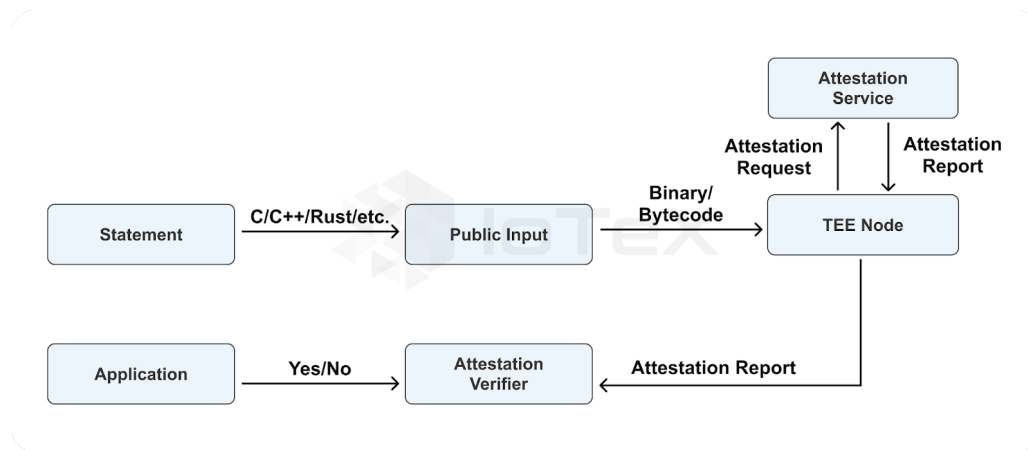 Attestation
Service
Attestation
Request
Attestation
Report
Statement
C/C++/Rust/etc.
Public Input
Binary/
Bytecode
TEE Node
IoTeX
Application
Yes/No
Attestation
Verifier
Attestation Report